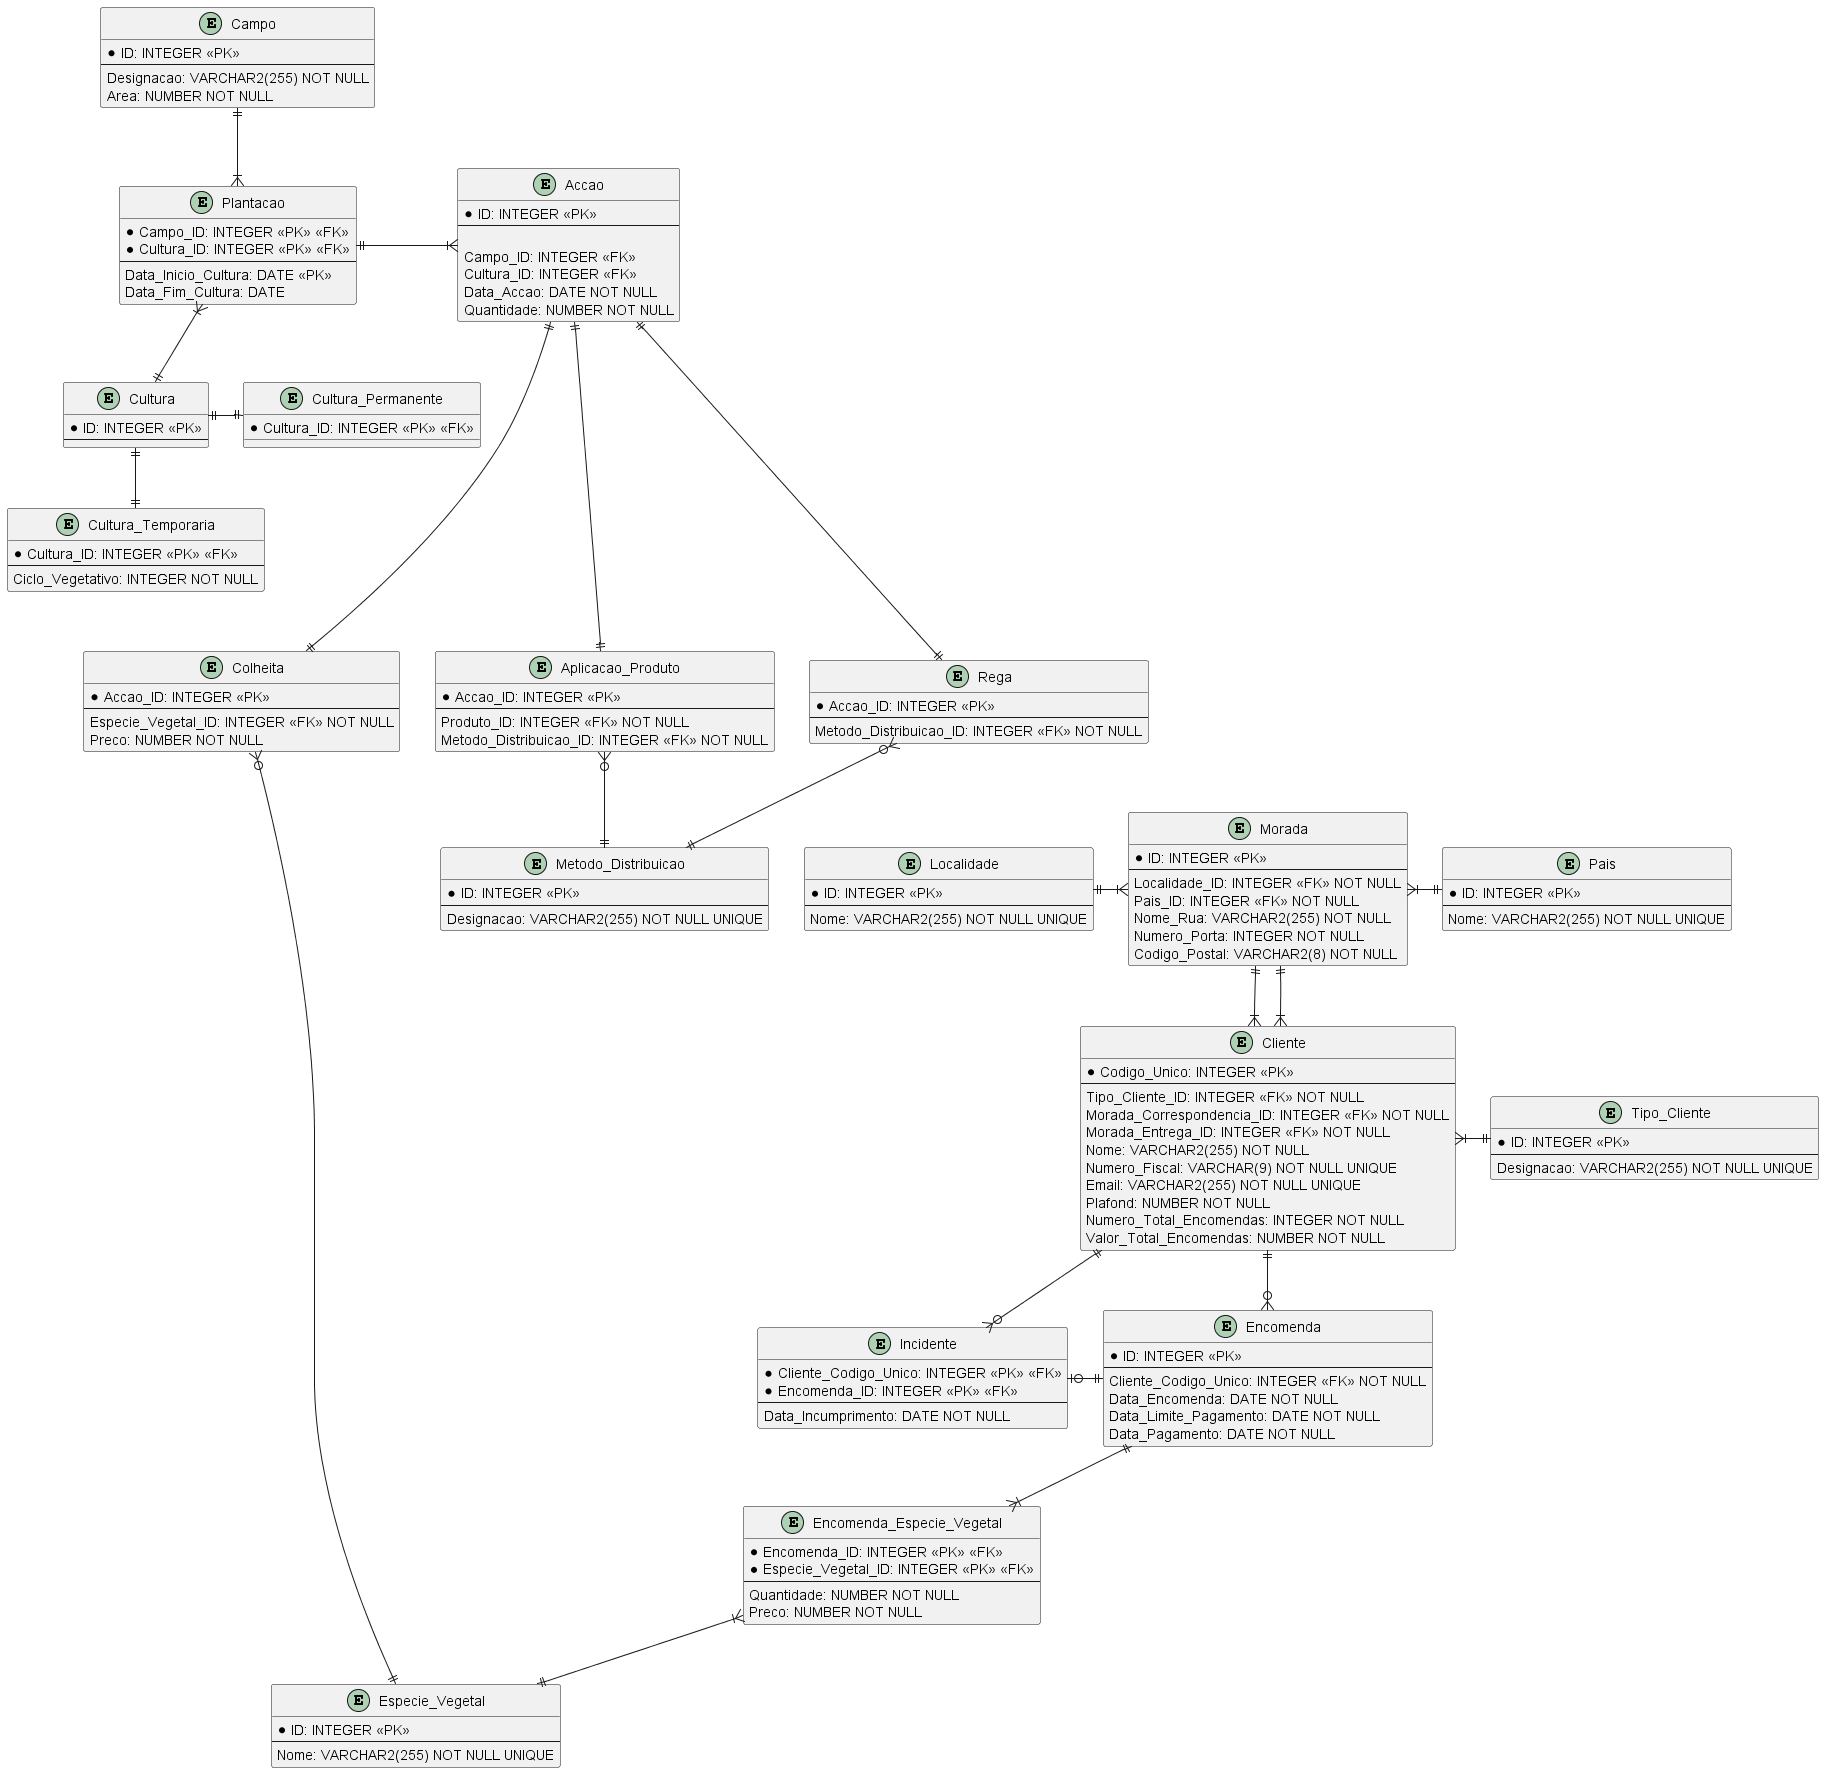 E Campo
* ID: INTEGER «PK»
Designacao: VARCHAR2(255) NOT NULL
Area: NUMBER NOT NULL
E Plantacao
* Campo_ID: INTEGER «PK» «FK»
* Cultura_ID: INTEGER «PK» «FK»
Data_Inicio_Cultura: DATE «PK»
Data_Fim_Cultura: DATE
E Accao
* ID: INTEGER «PK»
Campo_ID: INTEGER «FK»
Cultura_ID: INTEGER «FK»
Data_Accao: DATE NOT NULL
Quantidade: NUMBER NOT NULL
E Cultura
* ID: INTEGER «PK»
E Cultura_Permanente
* Cultura_ID: INTEGER «PK» «FK»
E Cultura_Temporaria
* Cultura_ID: INTEGER «PK» «FK»
Ciclo_Vegetativo: INTEGER NOT NULL
E Colheita
* Accao_ID: INTEGER «PK»
Especie_Vegetal_ID: INTEGER «FK» NOT NULL
Preco: NUMBER NOT NULL
E Aplicacao_Produto
* Accao_ID: INTEGER «PK»
Produto_ID: INTEGER «FK» NOT NULL
Metodo_Distribuicao_ID: INTEGER «FK» NOT NULL
E Rega
* Accao_ID: INTEGER «PK»
Metodo_Distribuicao_ID: INTEGER «FK» NOT NULL
E Metodo_Distribuicao
* ID: INTEGER «PK»
Designacao: VARCHAR2(255) NOT NULL UNIQUE
E Localidade
* ID: INTEGER «PK»
Nome: VARCHAR2(255) NOT NULL UNIQUE
E Morada
* ID: INTEGER «PK»
Localidade_ID: INTEGER «FK» NOT NULL
Pais_ID: INTEGER «FK» NOT NULL
Nome_Rua: VARCHAR2(255) NOT NULL
Numero_Porta: INTEGER NOT NULL
Codigo_Postal: VARCHAR2(8) NOT NULL
E Pais
* ID: INTEGER «PK»
Nome: VARCHAR2(255) NOT NULL UNIQUE
E Cliente
* Codigo_Unico: INTEGER «PK»
Tipo_Cliente_ID: INTEGER «FK» NOT NULL
Morada_Correspondencia_ID: INTEGER «FK» NOT NULL
Morada_Entrega_ID: INTEGER «FK» NOT NULL
Nome: VARCHAR2(255) NOT NULL
Numero_Fiscal: VARCHAR(9) NOT NULL UNIQUE
Email: VARCHAR2(255) NOT NULL UNIQUE
Plafond: NUMBER NOT NULL
Numero_Total_Encomendas: INTEGER NOT NULL
Valor_Total_Encomendas: NUMBER NOT NULL
E Tipo_Cliente
* ID: INTEGER «PK»
Designacao: VARCHAR2(255) NOT NULL UNIQUE
E Incidente
* Cliente_Codigo_Unico: INTEGER «PK» «FK»
* Encomenda_ID: INTEGER «PK» «FK»
Data_Incumprimento: DATE NOT NULL
E Encomenda
* ID: INTEGER «PK»
Cliente_Codigo_Unico: INTEGER «FK» NOT NULL
Data_Encomenda: DATE NOT NULL
Data_Limite_Pagamento: DATE NOT NULL
Data_Pagamento: DATE NOT NULL
E Encomenda_Especie_Vegetal
* Encomenda_ID: INTEGER «PK» «FK»
* Especie_Vegetal_ID: INTEGER «PK» «FK»
Quantidade: NUMBER NOT NULL
Preco: NUMBER NOT NULL
E Especie_Vegetal
* ID: INTEGER «PK»
Nome: VARCHAR2(255) NOT NULL UNIQUE